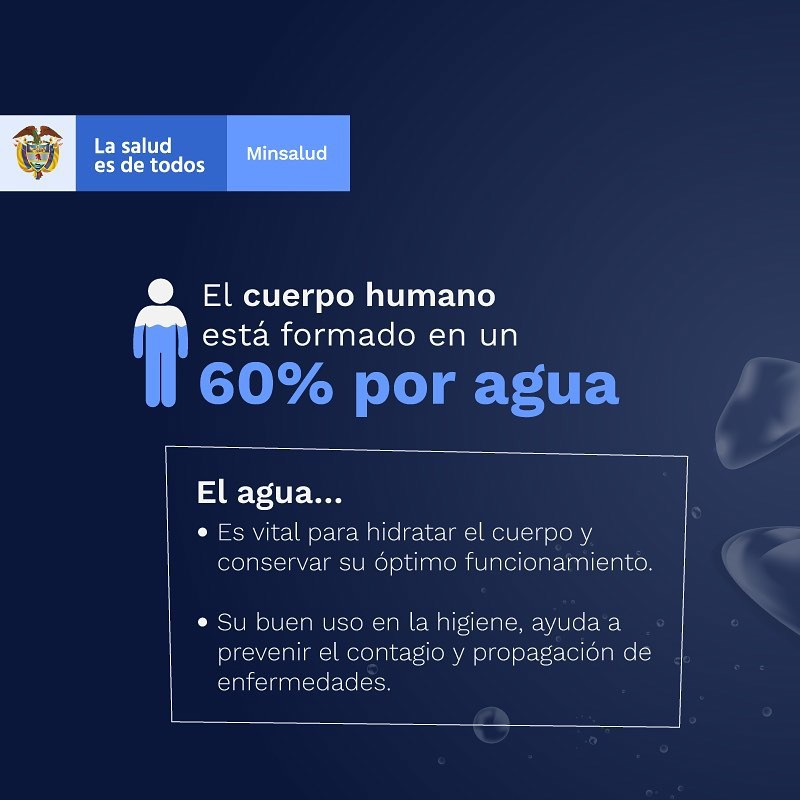 La salud
es de todos
Minsalud
El cuerpo humano
está formado en un
60% por agua
El agua...
• Es vital para hidratar el cuerpo y
conservar su óptimo funcionamiento.
• Su buen uso en la higiene, ayuda a
prevenir el contagio y propagación de
enfermedades.